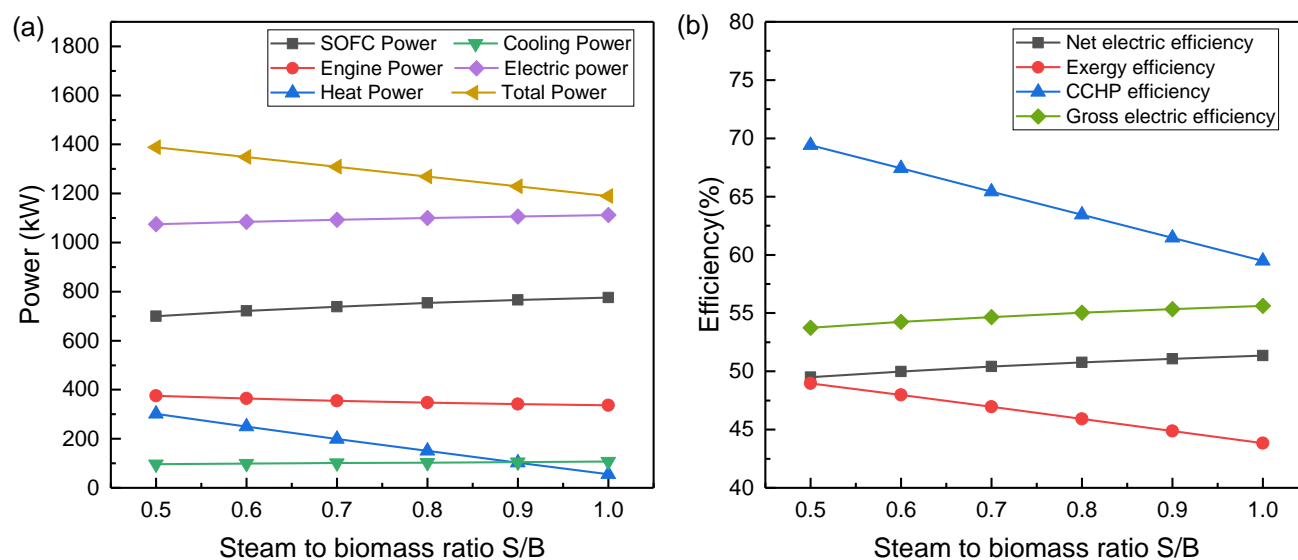 (a)
1800
1600
1400
1200
1000
800
600
400
200
0
Power (kW)
SOFC Power
Engine Power
Heat Power
Cooling Power
Electric power
Total Power
0.5 0.6 0.7 0.8 0.9 1.0
Steam to biomass ratio S/B
(b)
80
75
70
65
60
55
50
45
40
Efficiency(%)
Net electric efficiency
Exergy efficiency
CCHP efficiency
Gross electric efficiency
0.5 0.6 0.7 0.8 0.9 1.0
Steam to biomass ratio S/B